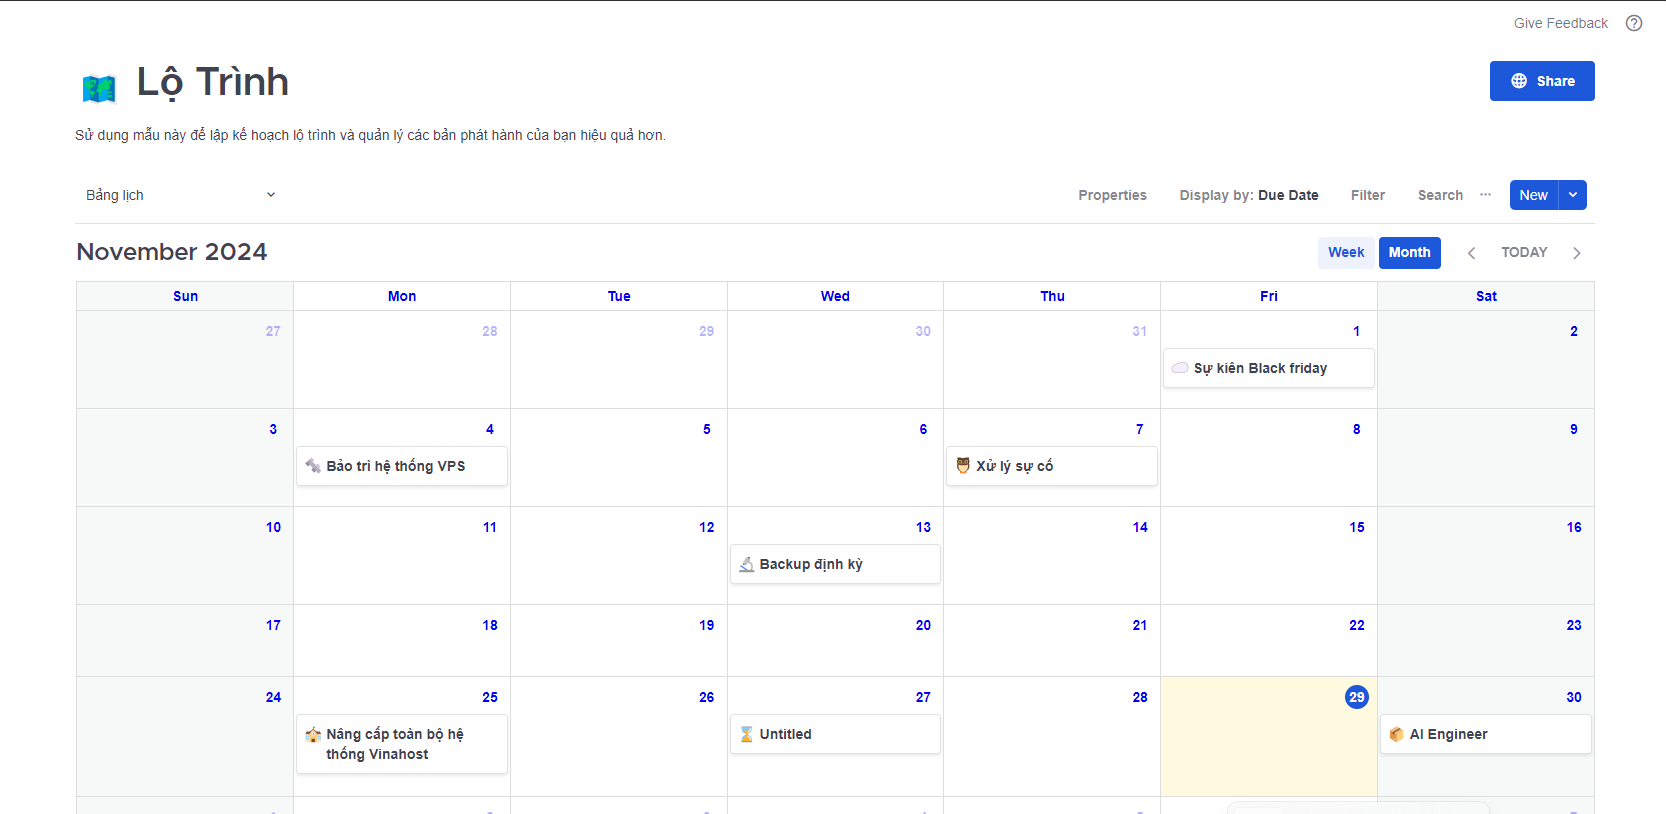 Give Feedback
Lộ Trình
Share
Sử dụng mẫu này để lập kế hoạch lộ trình và quản lý các bản phát hành của bạn hiệu quả hơn.
Bảng lịch
Properties Display by: Due Date Filter Search ··· New
November 2024
Week Month TODAY
Sun Mon Tue Wed Thu Fri Sat
27 28 29 30 31 1 2
Sự kiên Black friday
3 4 5 6 7 8 9
Bảo trì hệ thống VPS Xử lý sự cố
10 11 12 13 14 15 16
Backup định kỳ
17 18 19 20 21 22 23
24 25 26 27 28 29 30
Nâng cấp toàn bộ hệ
thống Vinahost
Untitled
AI Engineer